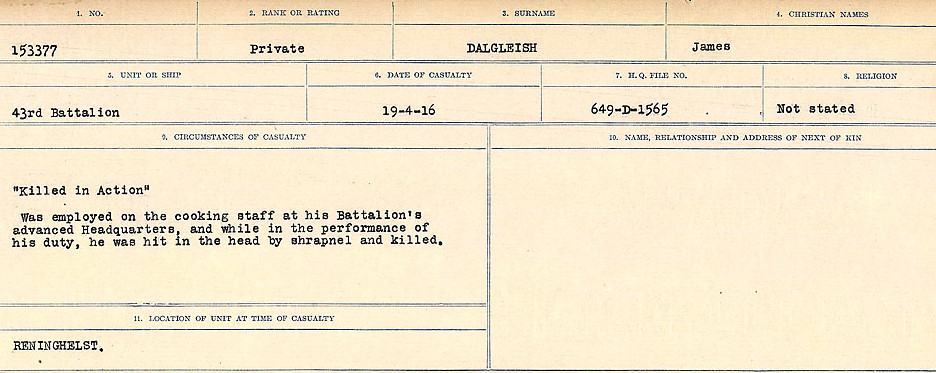 1. NO. 2. RANK OR RATING 3. SURNAME 4. CHRISTIAN NAMES
153377 Private DALGLEISH James
5. UNIT OR SHIP 6. DATE OF CASUALTY 7. H.Q. FILE NO. 8. RELIGION
43rd Battalion 19-4-16 649-D-1565 Not stated
9. CIRCUMSTANCES OF CASUALTY
"Killed in Action"
Was employed on the cooking staff at his Battalion's
advanced Headquarters, and while in the performance of
his duty, he was hit in the head by shrapnel and killed.
11. LOCATION OF UNIT AT TIME OF CASUALTY
RENINGHELST.
10. NAME, RELATIONSHIP AND ADDRESS OF NEXT OF KIN